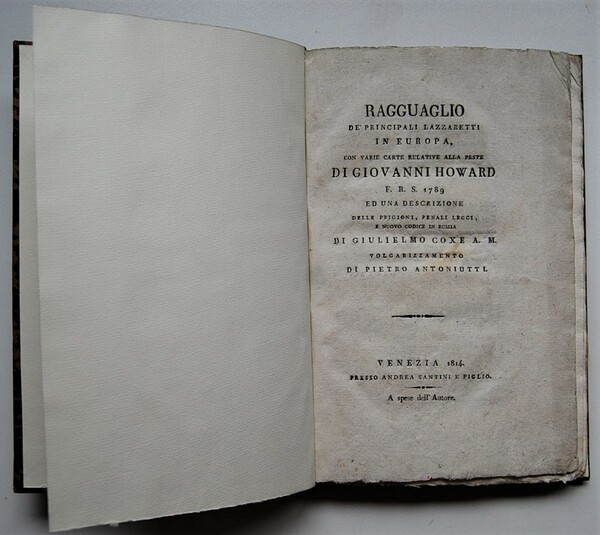 RAGGUAGLIO
DE' PRINCIPALI LAZZARETTI
IN EUROPA,
CON VARIE CARTE RELATIVE ALLA PESTE
DI GIOVANNI HOWARD
F. R. S. 1789
ED UNA DESCRIZIONE
DELLE PRIGIONI, PENALI LEGGI,
E NUOVO CODICE IN RUSSIA
DI GIULIELMO COXE A. M.
VOLGARIZZAMENTO
DI PIETRO ANTONIUTTI.
VENEZIA 1814.
PRESSO ANDREA SANTINI E FIGLIO.
A spese dell'Autore.